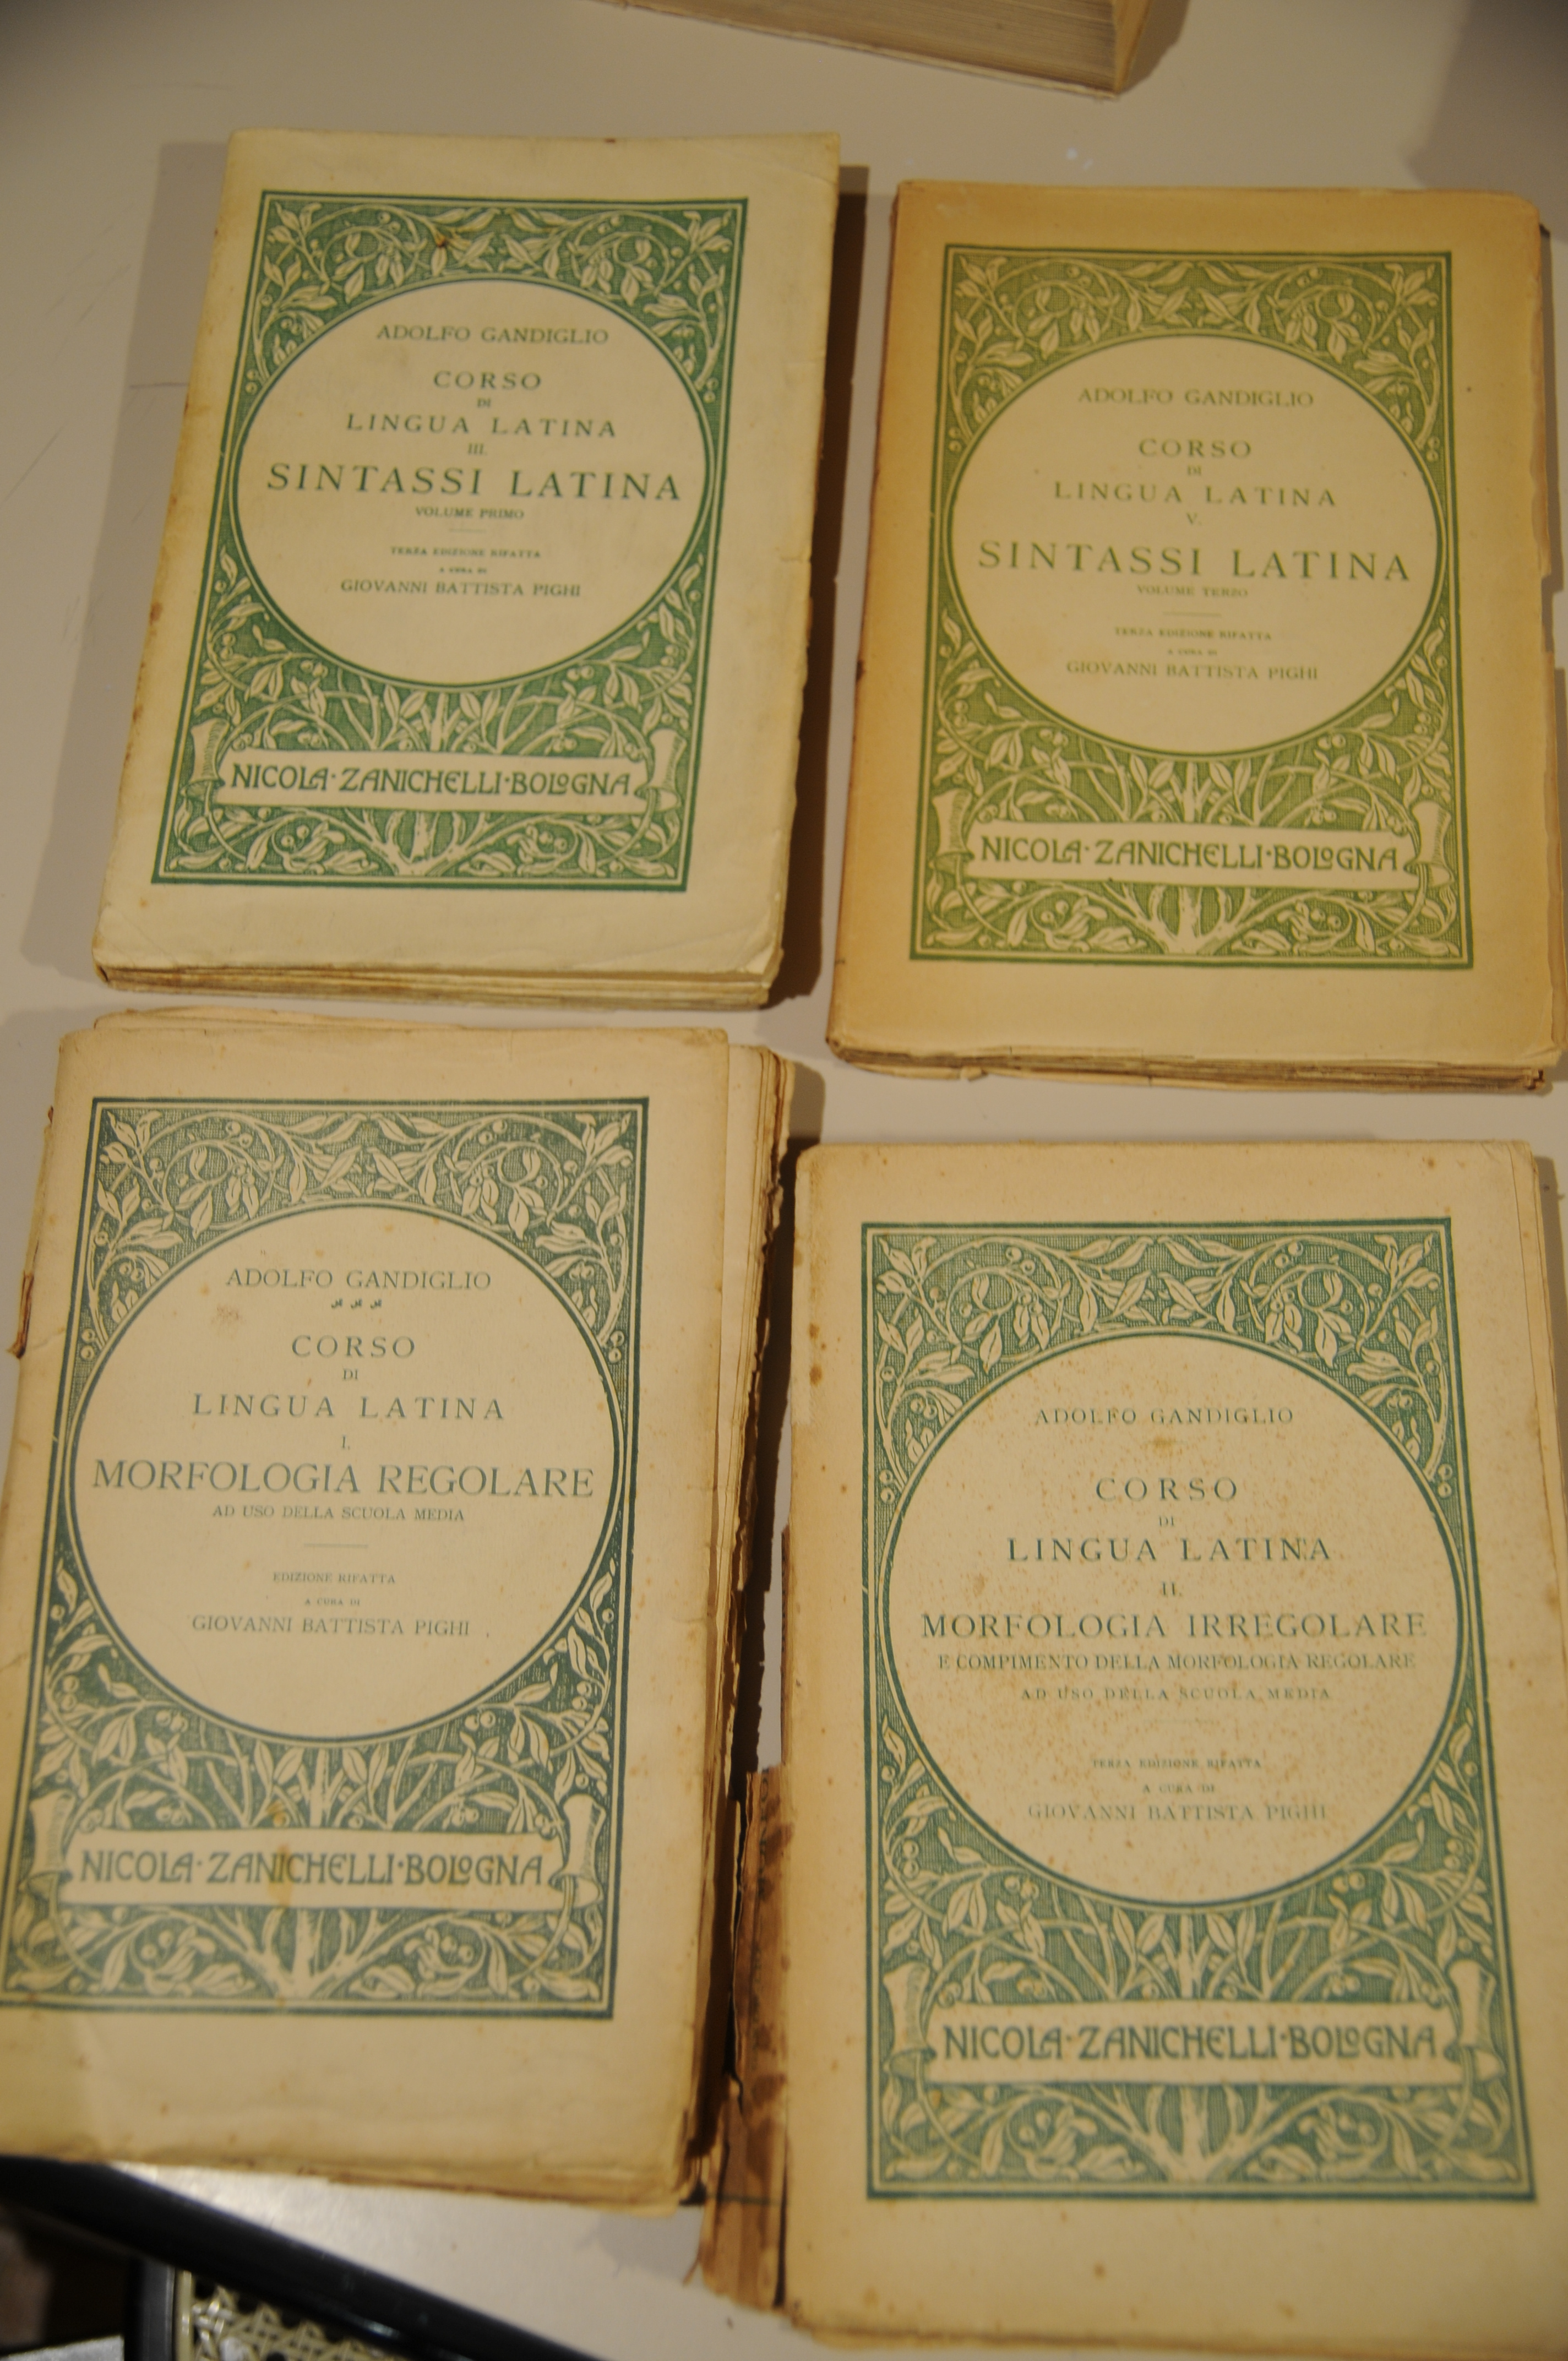 ADOLFO GANDIGLIO
CORSO
DI
LINGUA LATINA
III.
SINTASSI LATINA
VOLUME PRIMO
TERZA EDIZIONE RIFATTA
A CURA DI
GIOVANNI BATTISTA PIGHI
NICOLA·ZANICHELLI·BOLOGNA
ADOLFO GANDIGLIO
CORSO
DI
LINGUA LATINA
V.
SINTASSI LATINA
VOLUME TERZO
TERZA EDIZIONE RIFATTA
A CURA DI
GIOVANNI BATTISTA PIGHI
NICOLA·ZANICHELLI·BOLOGNA
ADOLFO GANDIGLIO
CORSO
DI
LINGUA LATINA
I.
MORFOLOGIA REGOLARE
AD USO DELLA SCUOLA MEDIA
EDIZIONE RIFATTA
A CURA DI
GIOVANNI BATTISTA PIGHI
NICOLA·ZANICHELLI·BOLOGNA
ADOLFO GANDIGLIO
CORSO
DI
LINGUA LATINA
II.
MORFOLOGIA IRREGOLARE
E COMPIMENTO DELLA MORFOLOGIA REGOLARE
AD USO DELLA SCUOLA MEDIA
TERZA EDIZIONE RIFATTA
A CURA DI
GIOVANNI BATTISTA PIGHI
NICOLA·ZANICHELLI·BOLOGNA